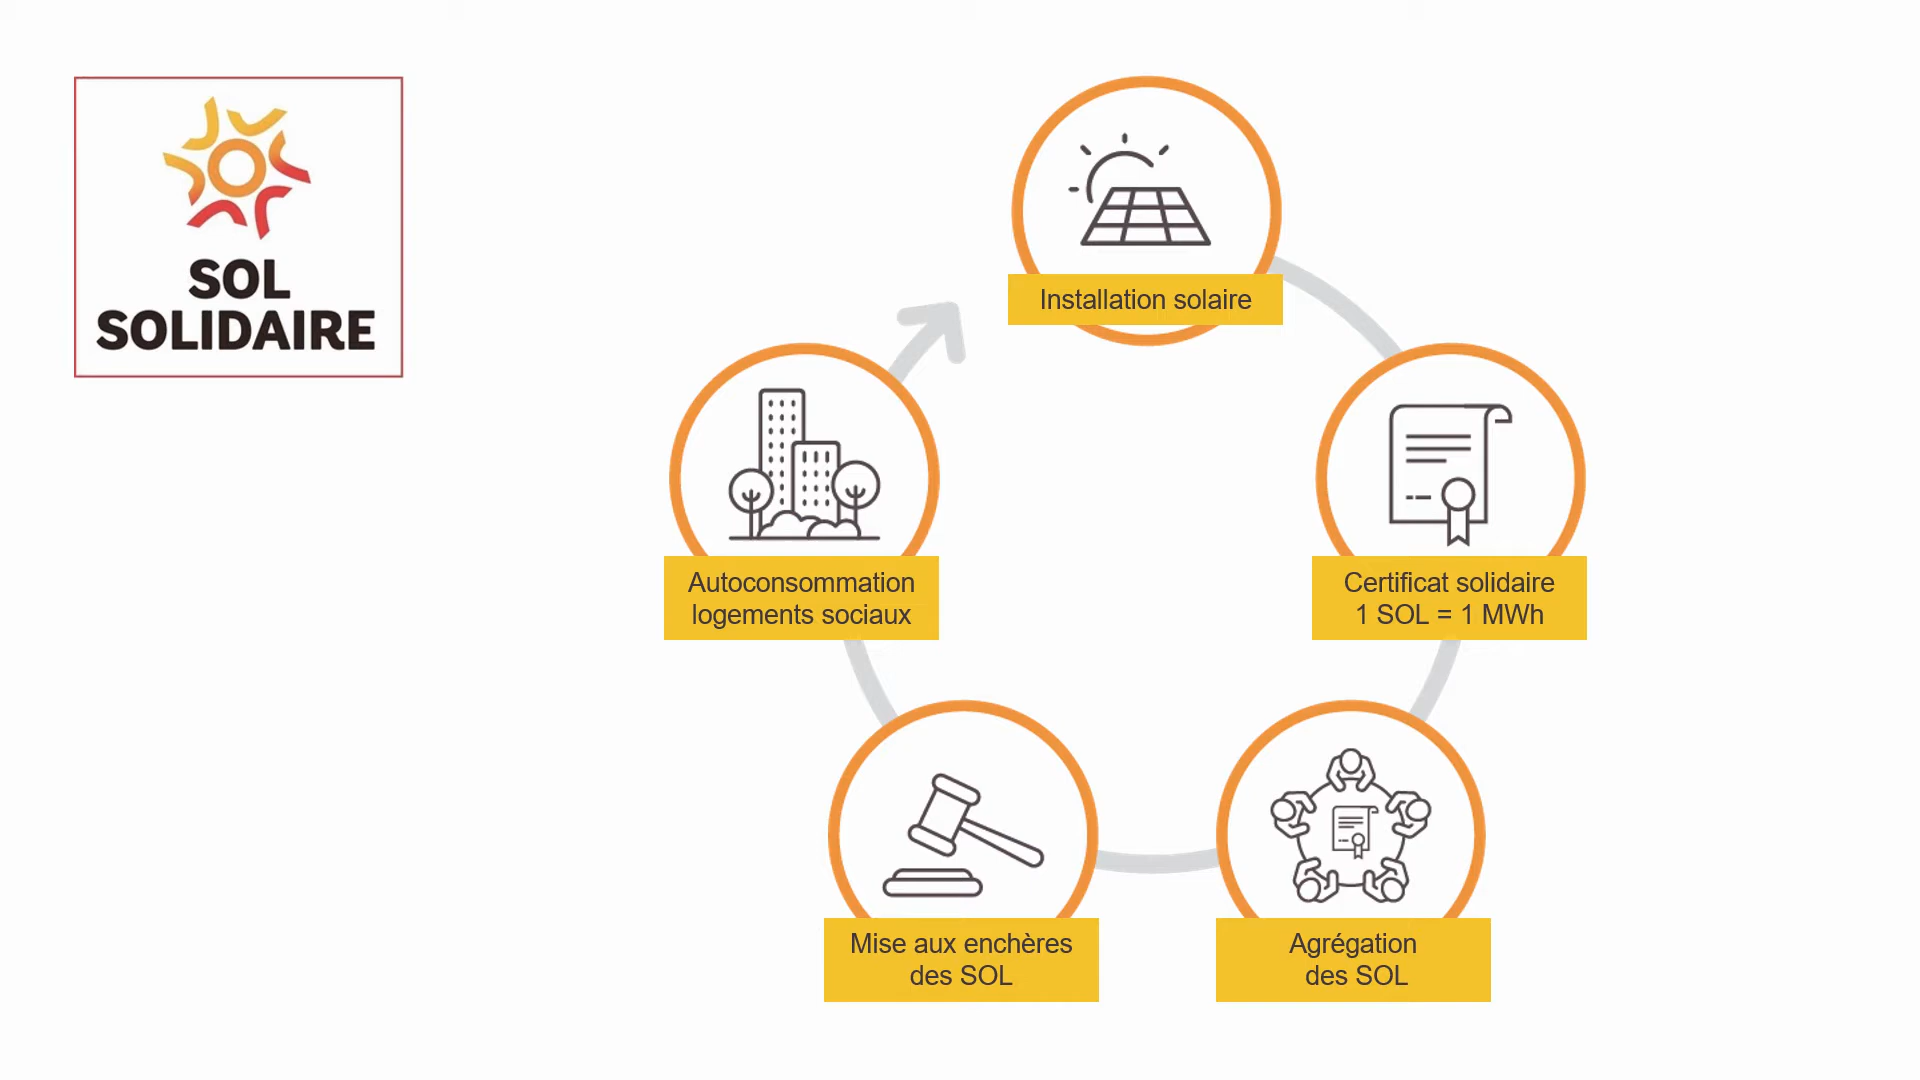 SOL
SOLIDAIRE
Installation solaire
Certificat solidaire
1 SOL = 1 MWh
Agrégation
des SOL
Mise aux enchères
des SOL
Autoconsommation
logements sociaux